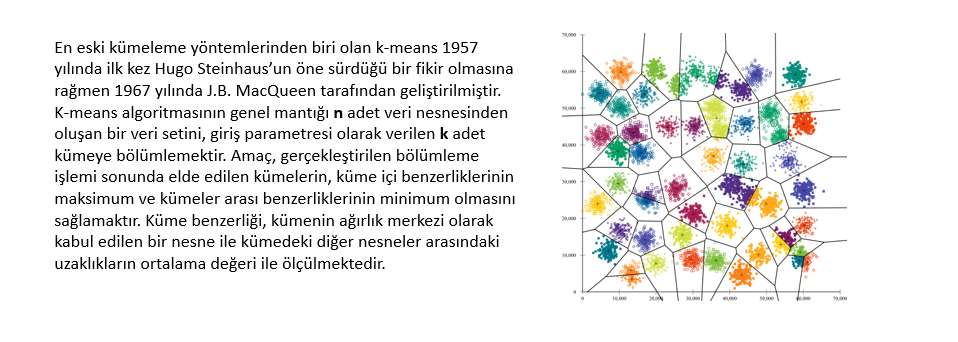 En eski kümeleme yöntemlerinden biri olan k-means 1957
yılında ilk kez Hugo Steinhaus’un öne sürdüğü bir fikir olmasına
rağmen 1967 yılında J.B. MacQueen tarafından geliştirilmiştir.
K-means algoritmasının genel mantığı n adet veri nesnesinden
oluşan bir veri setini, giriş parametresi olarak verilen k adet
kümeye bölümlemektir. Amaç, gerçekleştirilen bölümleme
işlemi sonunda elde edilen kümelerin, küme içi benzerliklerinin
maksimum ve kümeler arası benzerliklerinin minimum olmasını
sağlamaktır. Küme benzerliği, kümenin ağırlık merkezi olarak
kabul edilen bir nesne ile kümedeki diğer nesneler arasındaki
uzaklıkların ortalama değeri ile ölçülmektedir.
70,000
60,000
50,000
40,000
30,000
20,000
10,000
0
0 10,000 20,000 30,000 40,000 50,000 60,000 70,000